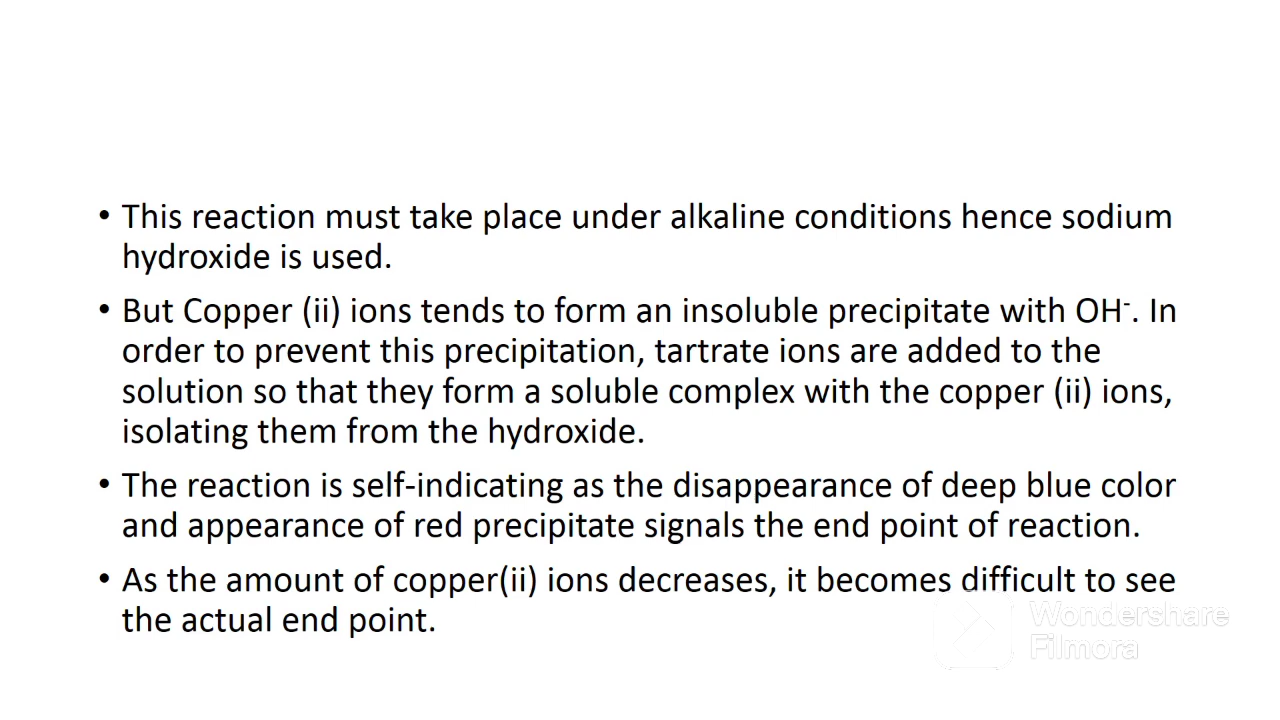 • This reaction must take place under alkaline conditions hence sodium
hydroxide is used.
• But Copper (ii) ions tends to form an insoluble precipitate with OH⁻. In
order to prevent this precipitation, tartrate ions are added to the
solution so that they form a soluble complex with the copper (ii) ions,
isolating them from the hydroxide.
• The reaction is self-indicating as the disappearance of deep blue color
and appearance of red precipitate signals the end point of reaction.
• As the amount of copper(ii) ions decreases, it becomes difficult to see
the actual end point.
Wondershare
Filmora